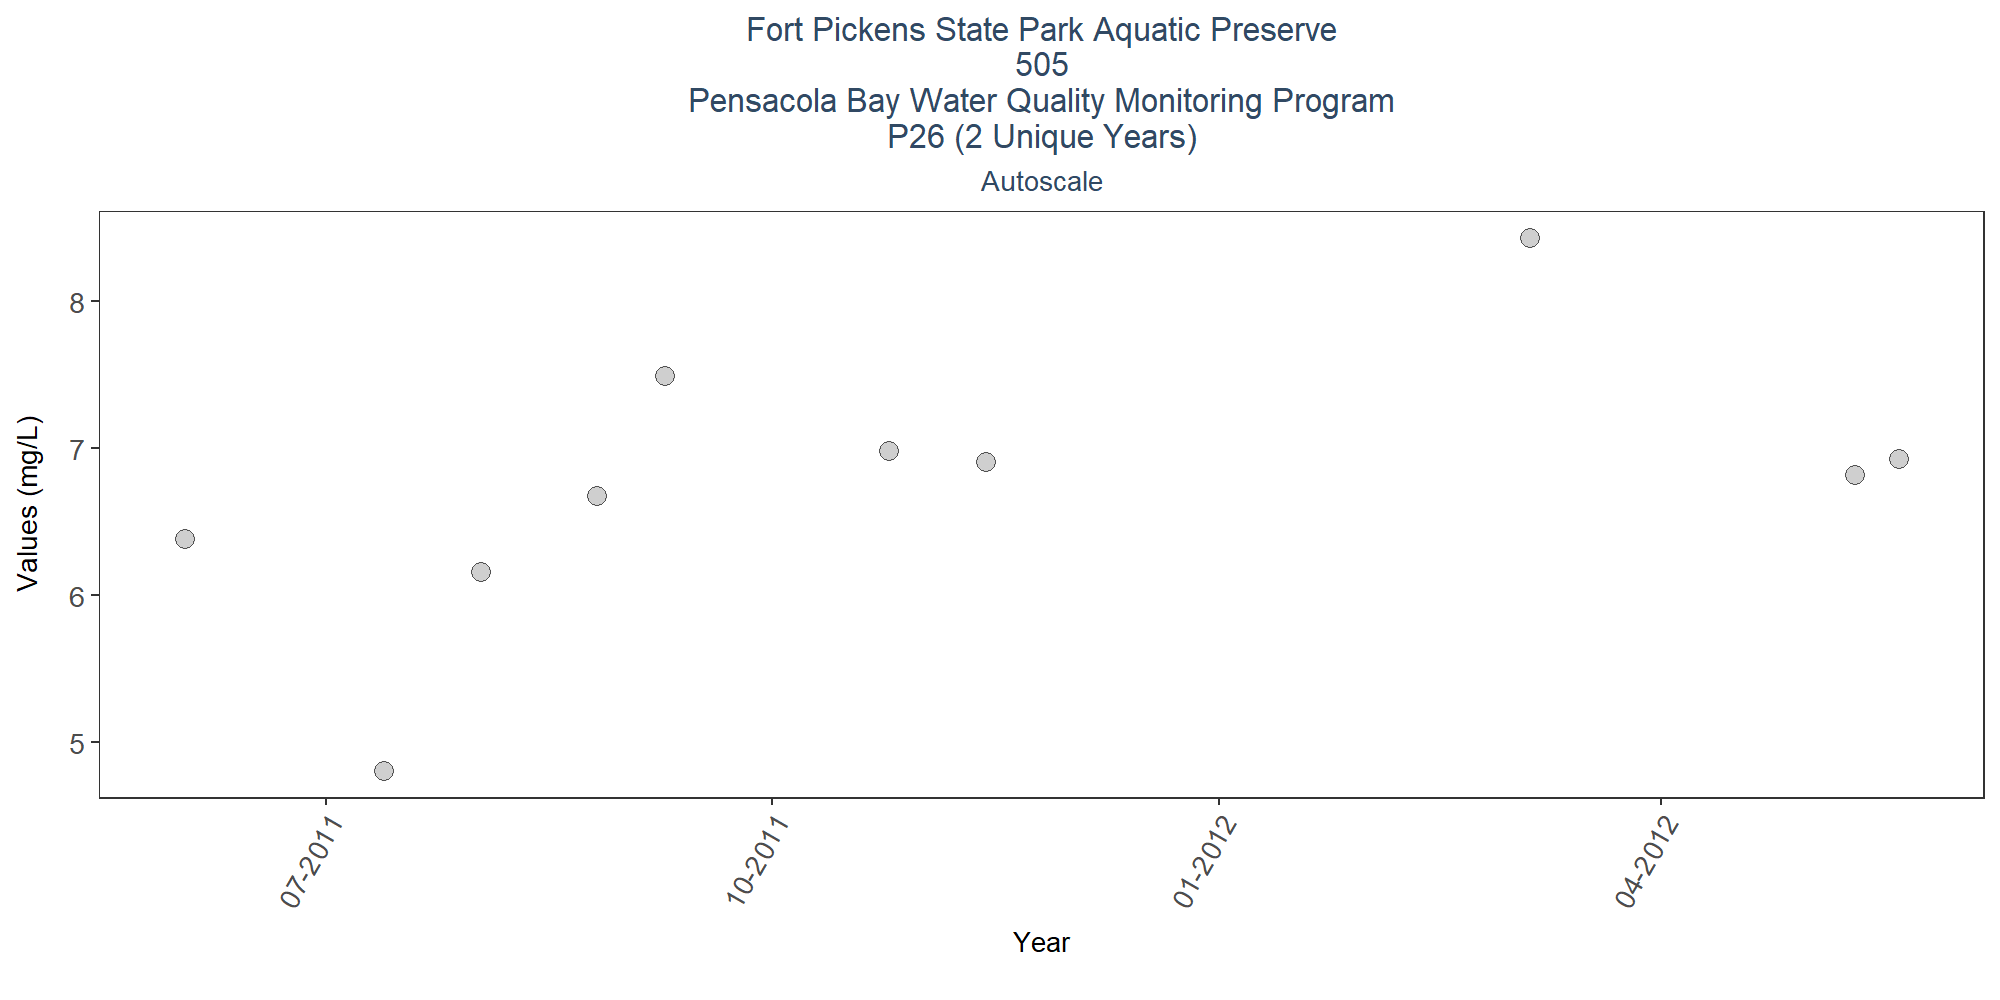 Fort Pickens State Park Aquatic Preserve
505
Pensacola Bay Water Quality Monitoring Program
P26 (2 Unique Years)
Autoscale
Values (mg/L)
8
7
6
5
07-2011
10-2011
01-2012
04-2012
Year